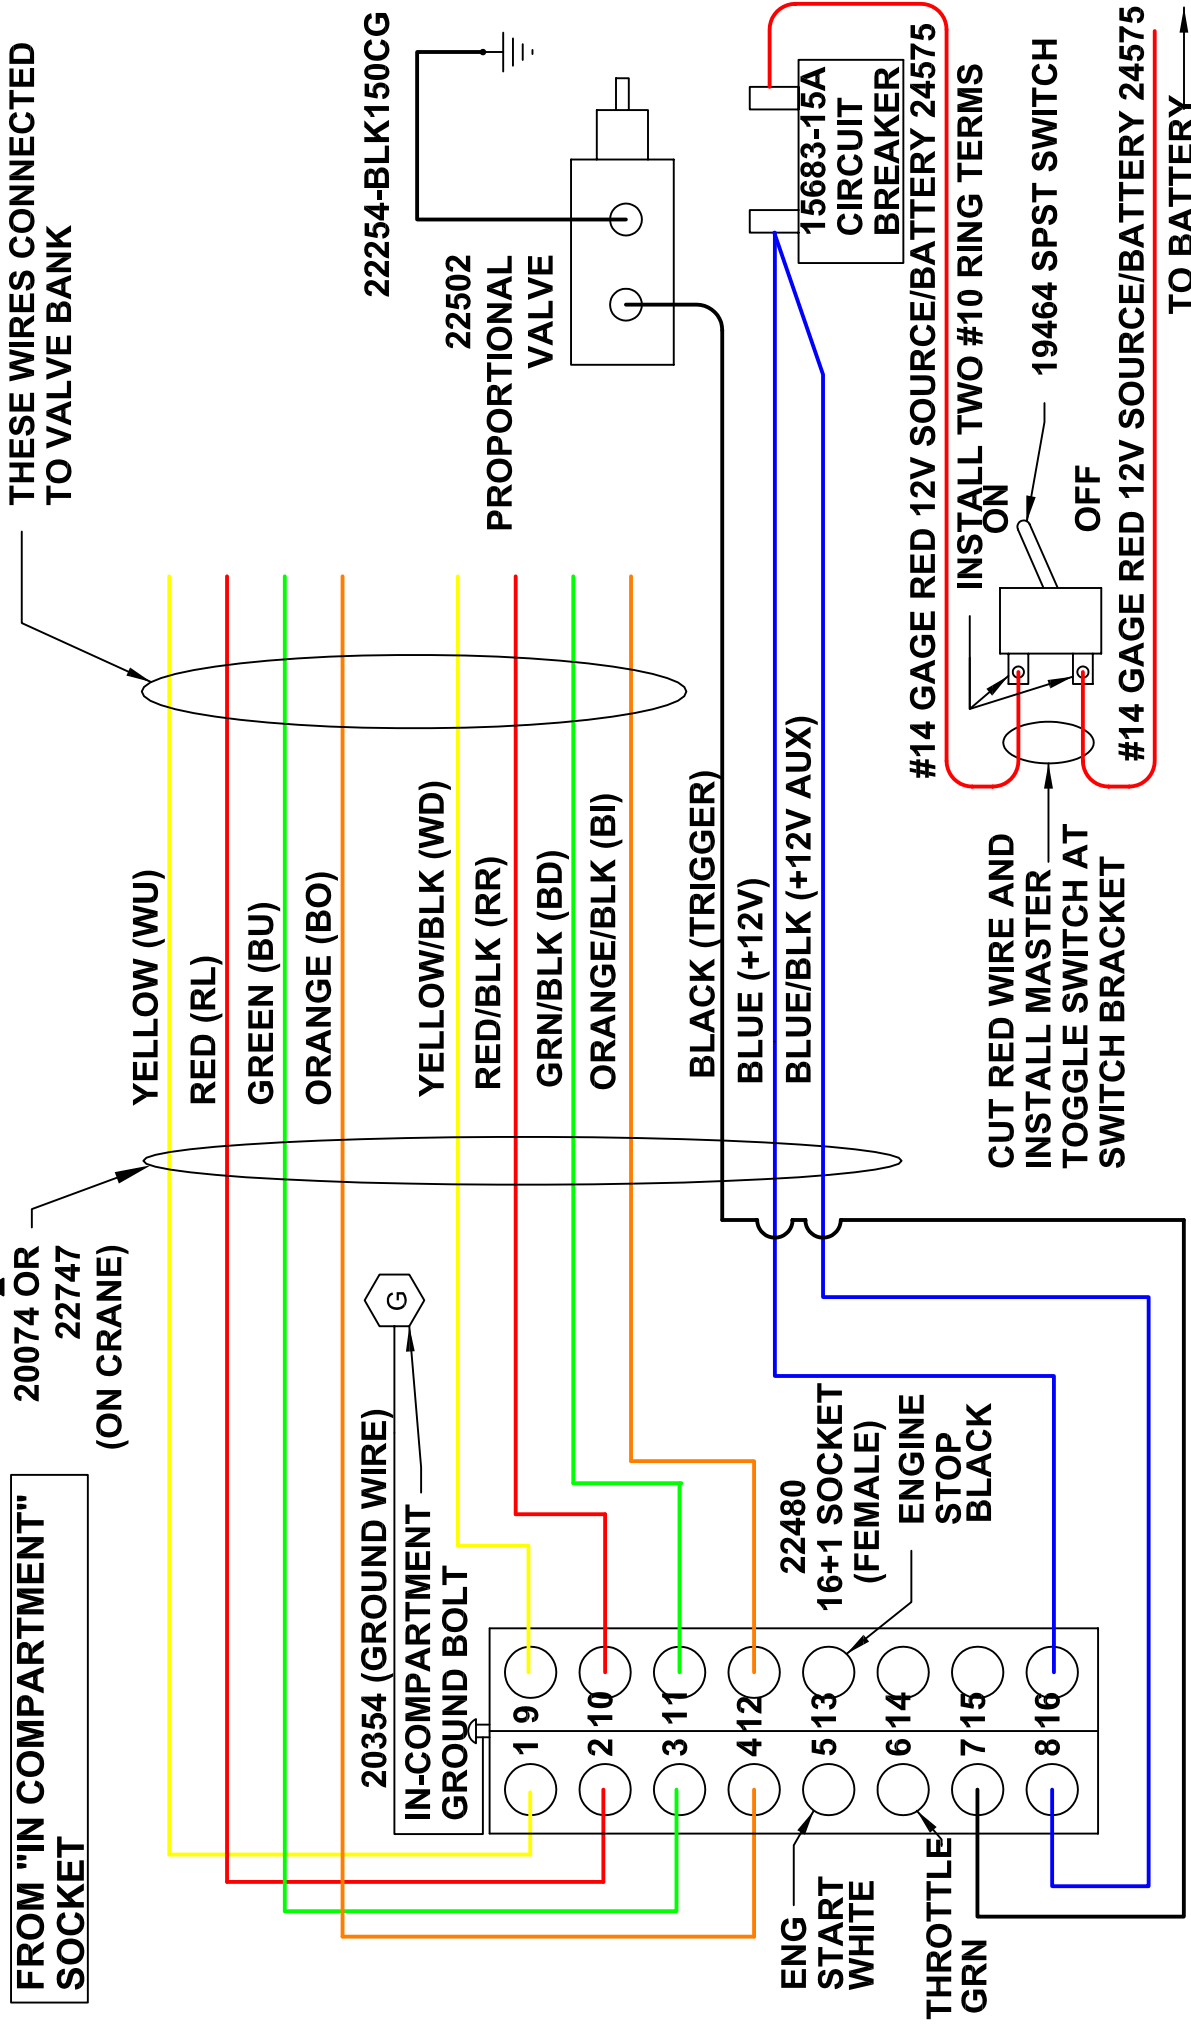 FROM "IN COMPARTMENT"
SOCKET
20074 OR
22747
(ON CRANE)
THESE WIRES CONNECTED
TO VALVE BANK
YELLOW (WU)
RED (RL)
GREEN (BU)
ORANGE (BO)
YELLOW/BLK (WD)
RED/BLK (RR)
GRN/BLK (BD)
ORANGE/BLK (BI)
BLACK (TRIGGER)
BLUE (+12V)
BLUE/BLK (+12V AUX)
22254-BLK150CG
22502
PROPORTIONAL
VALVE
15683-15A
CIRCUIT
BREAKER
#14 GAGE RED 12V SOURCE/BATTERY 24575
INSTALL TWO #10 RING TERMS
ON
19464 SPST SWITCH
OFF
#14 GAGE RED 12V SOURCE/BATTERY 24575
TO BATTERY
CUT RED WIRE AND
INSTALL MASTER
TOGGLE SWITCH AT
SWITCH BRACKET
G
20354 (GROUND WIRE)
IN-COMPARTMENT
GROUND BOLT
22480
16+1 SOCKET
(FEMALE)
ENGINE
STOP
BLACK
1 9
2 10
3 11
4 12
5 13
6 14
7 15
8 16
ENG
START
WHITE
THROTTLE
GRN